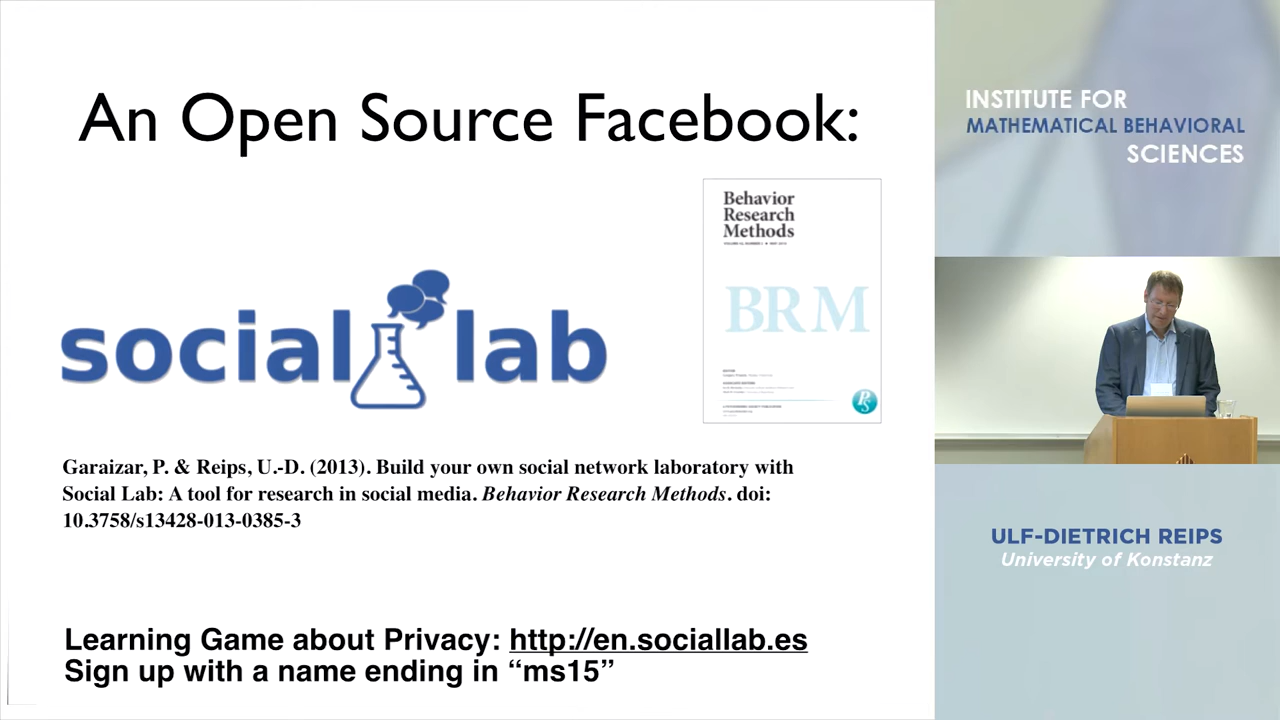 An Open Source Facebook:
Behavior
Research
Methods
BRM
social lab
PS
Garaizar, P. & Reips, U.-D. (2013). Build your own social network laboratory with
Social Lab: A tool for research in social media. Behavior Research Methods. doi:
10.3758/s13428-013-0385-3
Learning Game about Privacy: http://en.sociallab.es
Sign up with a name ending in “ms15”
INSTITUTE FOR
MATHEMATICAL BEHAVIORAL
SCIENCES
ULF-DIETRICH REIPS
University of Konstanz